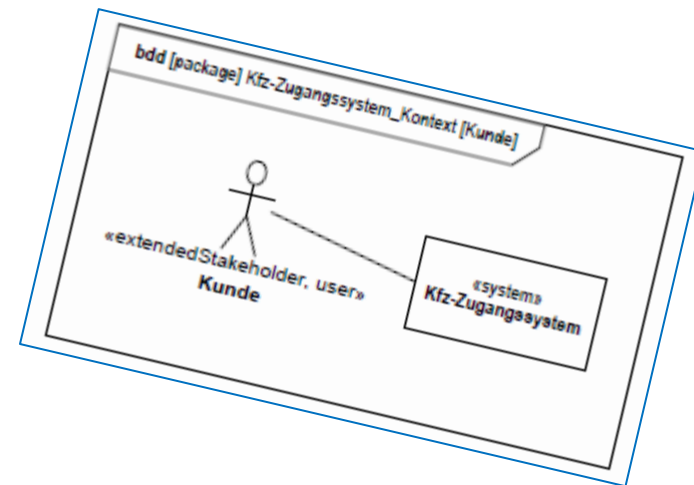 bdd [package] Kfz-Zugangssystem_Kontext [Kunde]
«extendedStakeholder, user»
Kunde
«system»
Kfz-Zugangssystem